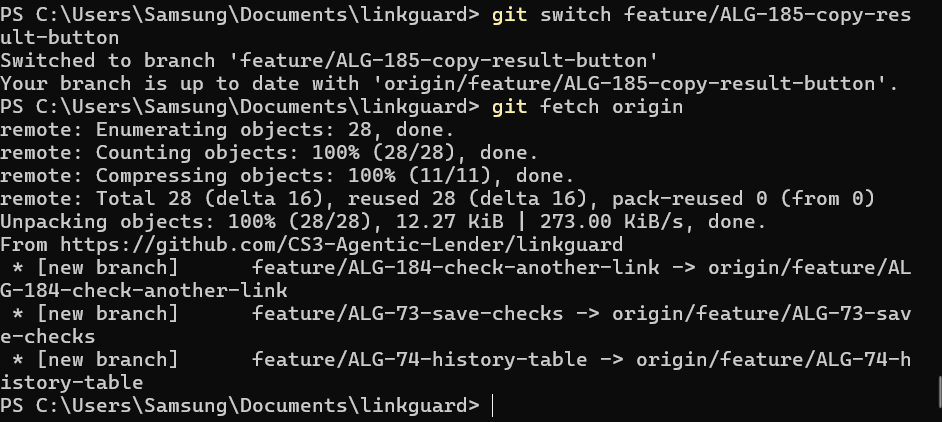 PS C:\Users\Samsung\Documents\linkguard> git switch feature/ALG-185-copy-res
ult-button
Switched to branch 'feature/ALG-185-copy-result-button'
Your branch is up to date with 'origin/feature/ALG-185-copy-result-button'.
PS C:\Users\Samsung\Documents\linkguard> git fetch origin
remote: Enumerating objects: 28, done.
remote: Counting objects: 100% (28/28), done.
remote: Compressing objects: 100% (11/11), done.
remote: Total 28 (delta 16), reused 28 (delta 16), pack-reused 0 (from 0)
Unpacking objects: 100% (28/28), 12.27 KiB | 273.00 KiB/s, done.
From https://github.com/CS3-Agentic-Lender/linkguard
 * [new branch]      feature/ALG-184-check-another-link -> origin/feature/AL
G-184-check-another-link
 * [new branch]      feature/ALG-73-save-checks -> origin/feature/ALG-73-sav
e-checks
 * [new branch]      feature/ALG-74-history-table -> origin/feature/ALG-74-h
istory-table
PS C:\Users\Samsung\Documents\linkguard>